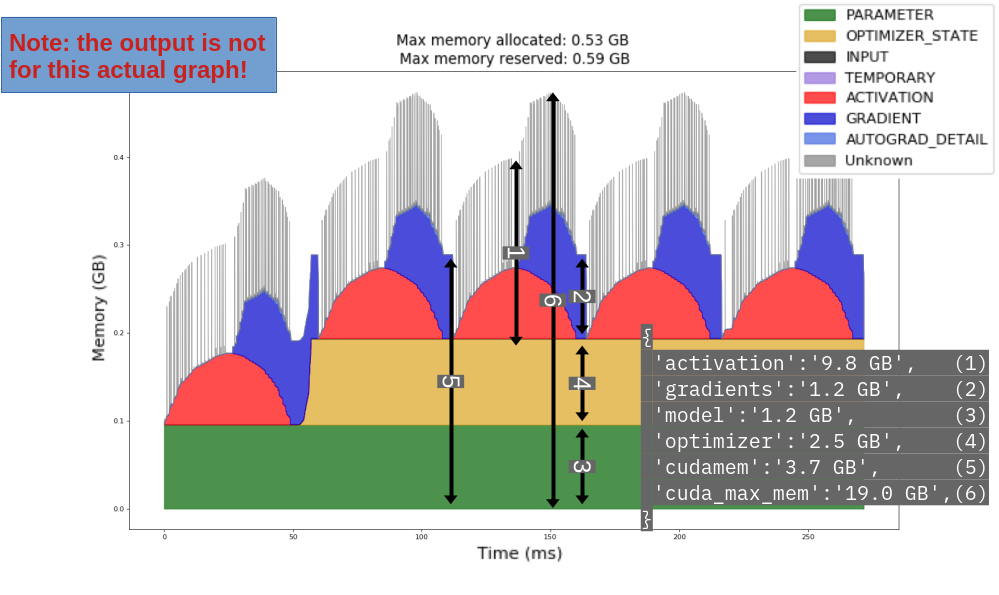 Note: the output is not
for this actual graph!
Max memory allocated: 0.53 GB
Max memory reserved: 0.59 GB
PARAMETER
OPTIMIZER_STATE
INPUT
TEMPORARY
ACTIVATION
GRADIENT
AUTOGRAD_DETAIL
Unknown
Memory (GB)
0.4
0.3
0.2
0.1
0.0
1
6
2
5
4
3
'activation':'9.8 GB', (1)
'gradients':'1.2 GB' (2)
'model':'1.2 GB', (3)
'optimizer':'2.5 GB', (4)
'cudamem':'3.7 GB', (5)
'cuda_max_mem':'19.0 GB',(6)
0
50
100
150
200
250
Time (ms)